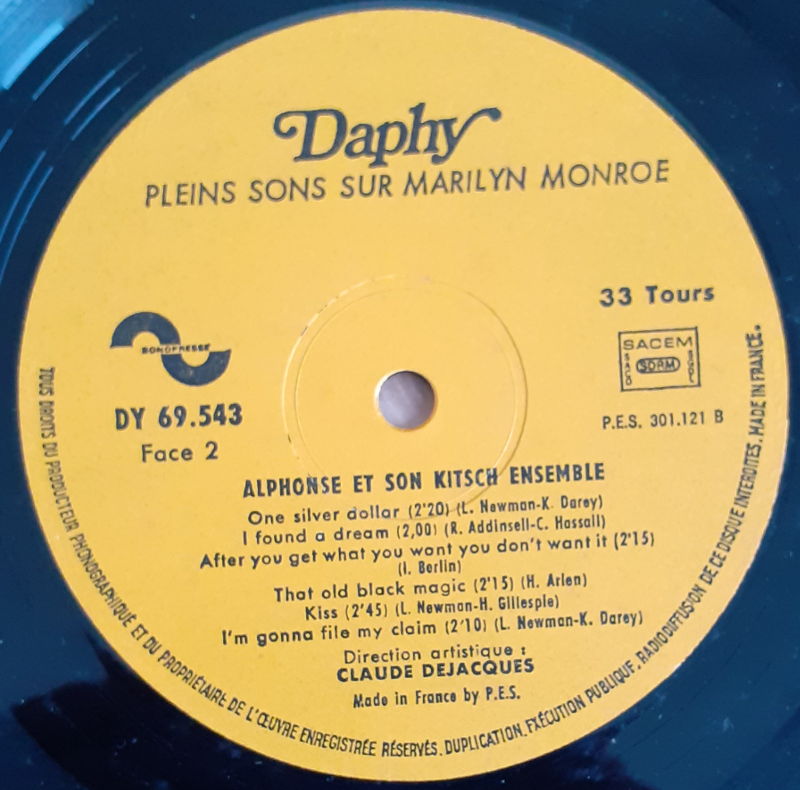 Daphy
PLEINS SONS SUR MARILYN MONROE
33 Tours
SONOPRESSE
SACEM
SACD
SDRM
SGDL
DY 69.543
Face 2
P.E.S. 301.121 B
ALPHONSE ET SON KITSCH ENSEMBLE
One silver dollar (2'20) (L. Newman-K. Darey)
I found a dream (2,00) (R. Addinsell-C. Hassall)
After you get what you want you don't want it (2'15)
(I. Berlin)
That old black magic (2'15) (H. Arlen)
Kiss (2'45) (L. Newman-H. Gillespie)
I'm gonna file my claim (2'10) (L. Newman-K. Darey)
Direction artistique :
CLAUDE DEJACQUES
Made in France by P.E.S.
TOUS DROITS DU PRODUCTEUR PHONOGRAPHIQUE ET DU PROPRIÉTAIRE DE L'ŒUVRE ENREGISTRÉE RÉSERVÉS. DUPLICATION, EXÉCUTION PUBLIQUE, RADIODIFFUSION DE CE DISQUE INTERDITES. MADE IN FRANCE.